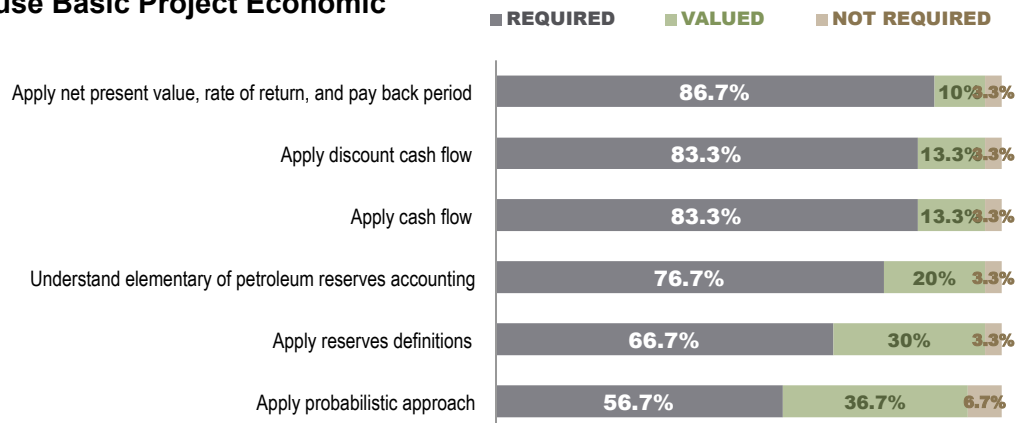 use Basic Project Economic
REQUIRED VALUED NOT REQUIRED
Apply net present value, rate of return, and pay back period 86.7% 10% 3.3%
Apply discount cash flow 83.3% 13.3% 3.3%
Apply cash flow 83.3% 13.3% 3.3%
Understand elementary of petroleum reserves accounting 76.7% 20% 3.3%
Apply reserves definitions 66.7% 30% 3.3%
Apply probabilistic approach 56.7% 36.7% 6.7%